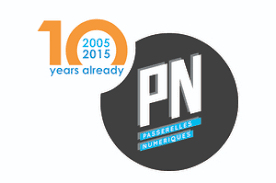 10
2005
2015
years already
PN
PASSERELLES
NUMERIQUES